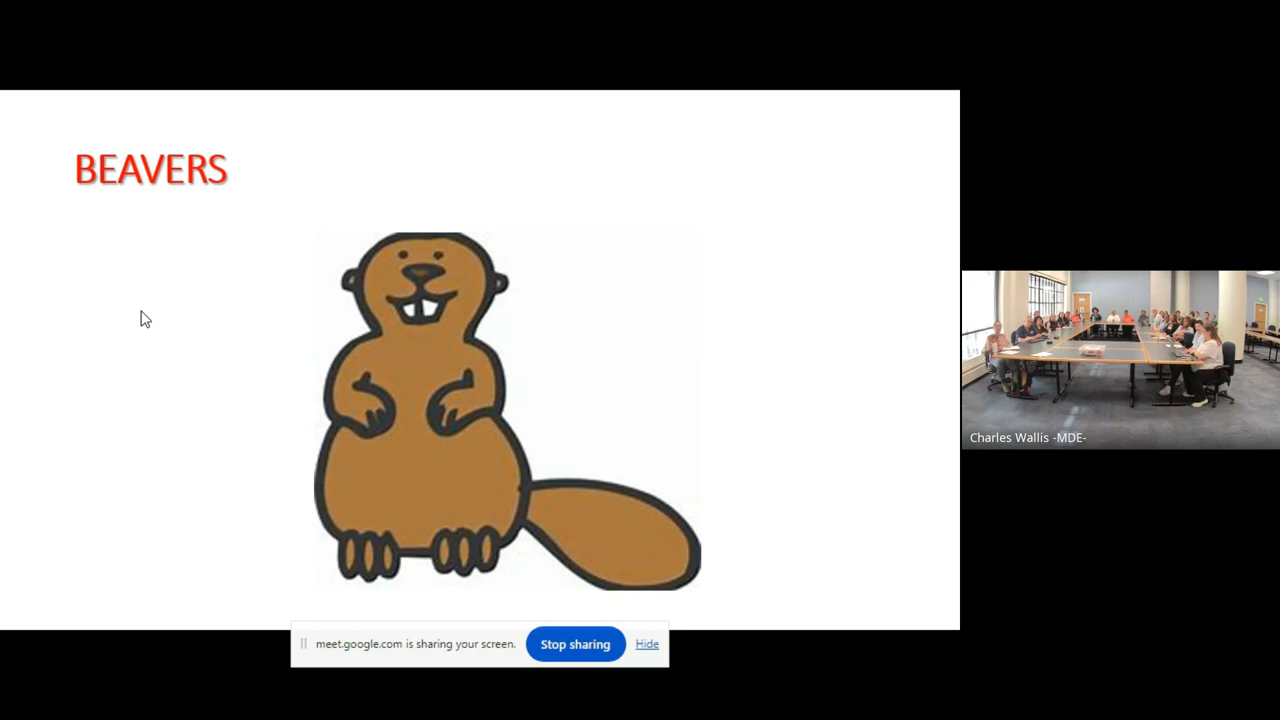 BEAVERS
Charles Wallis -MDE-
meet.google.com is sharing your screen.
Stop sharing
Hide